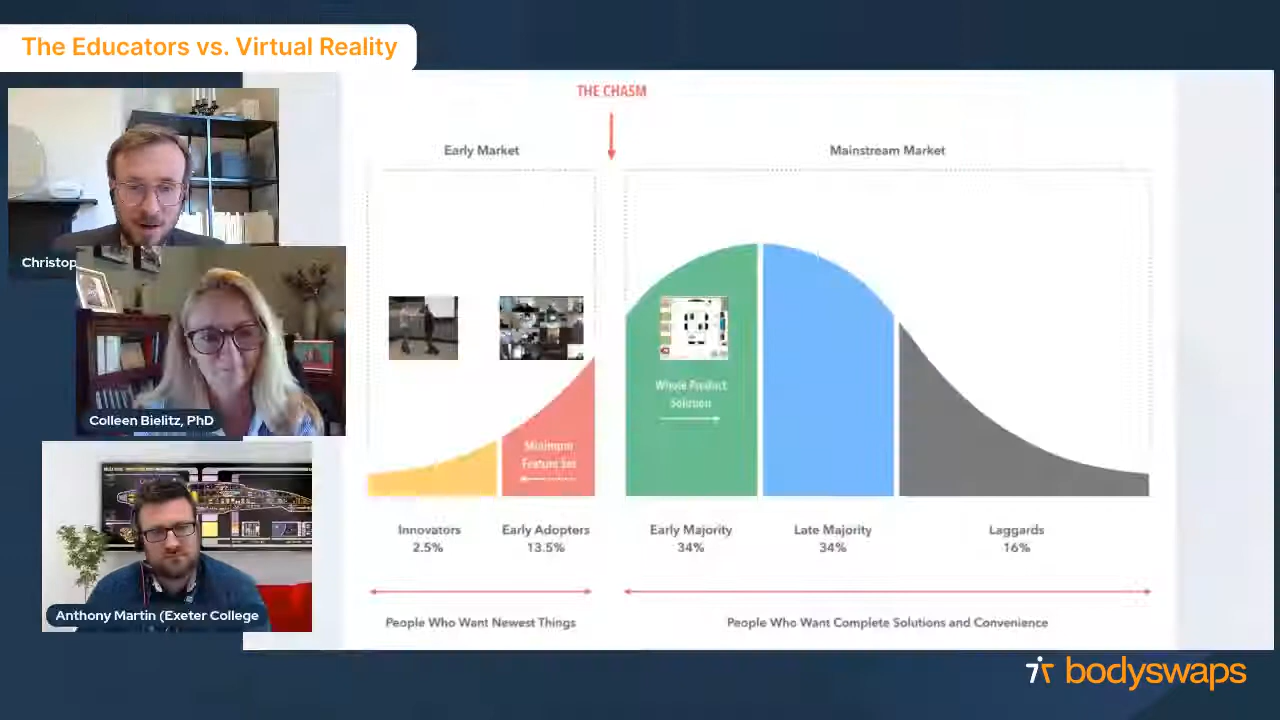 The Educators vs. Virtual Reality
Christop
Colleen Bielitz, PhD
Anthony Martin (Exeter College
THE CHASM
Early Market
Mainstream Market
Minimum
Feature Set
Whole Product
Solution
Innovators
2.5%
Early Adopters
13.5%
Early Majority
34%
Late Majority
34%
Laggards
16%
People Who Want Newest Things
People Who Want Complete Solutions and Convenience
bodyswaps